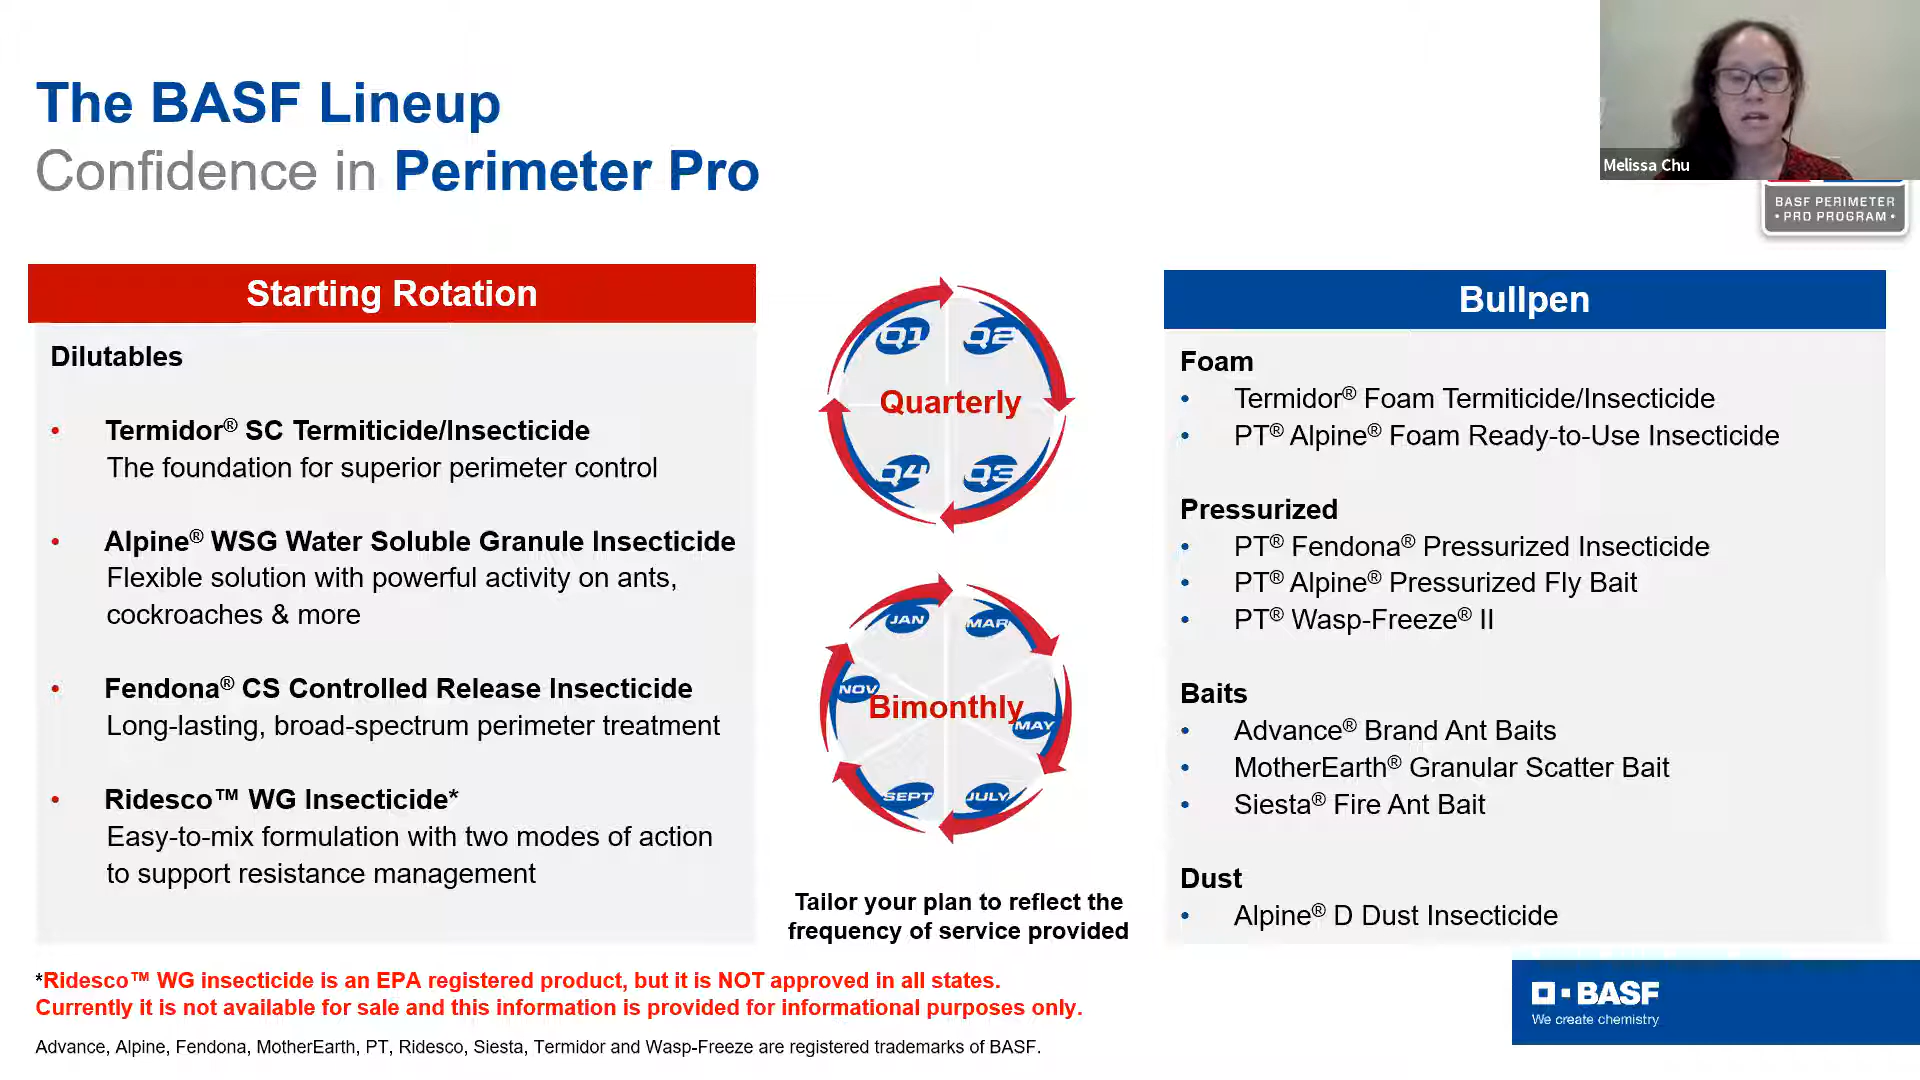 The BASF Lineup
Confidence in Perimeter Pro
Melissa Chu
BASF PERIMETER
• PRO PROGRAM •
Starting Rotation
Dilutables
• Termidor® SC Termiticide/Insecticide
The foundation for superior perimeter control
• Alpine® WSG Water Soluble Granule Insecticide
Flexible solution with powerful activity on ants,
cockroaches & more
• Fendona® CS Controlled Release Insecticide
Long-lasting, broad-spectrum perimeter treatment
• Ridesco™ WG Insecticide*
Easy-to-mix formulation with two modes of action
to support resistance management
Q1
Q2
Quarterly
Q4
Q3
JAN
MAR
NOV
Bimonthly
MAY
SEPT
JULY
Tailor your plan to reflect the
frequency of service provided
Bullpen
Foam
• Termidor® Foam Termiticide/Insecticide
• PT® Alpine® Foam Ready-to-Use Insecticide
Pressurized
• PT® Fendona® Pressurized Insecticide
• PT® Alpine® Pressurized Fly Bait
• PT® Wasp-Freeze® II
Baits
• Advance® Brand Ant Baits
• MotherEarth® Granular Scatter Bait
• Siesta® Fire Ant Bait
Dust
• Alpine® D Dust Insecticide
*Ridesco™ WG insecticide is an EPA registered product, but it is NOT approved in all states.
Currently it is not available for sale and this information is provided for informational purposes only.
Advance, Alpine, Fendona, MotherEarth, PT, Ridesco, Siesta, Termidor and Wasp-Freeze are registered trademarks of BASF.
BASF
We create chemistry